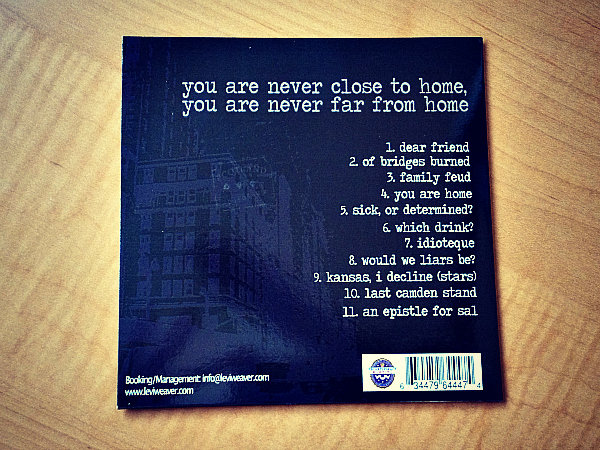 you are never close to home,
you are never far from home
1. dear friend
2. of bridges burned
3. family feud
4. you are home
5. sick, or determined?
6. which drink?
7. idioteque
8. would we liars be?
9. kansas, i decline (stars)
10. last camden stand
11. an epistle for sal
Booking/Management: info@leviweaver.com
www.leviweaver.com
6 34479 64447 4